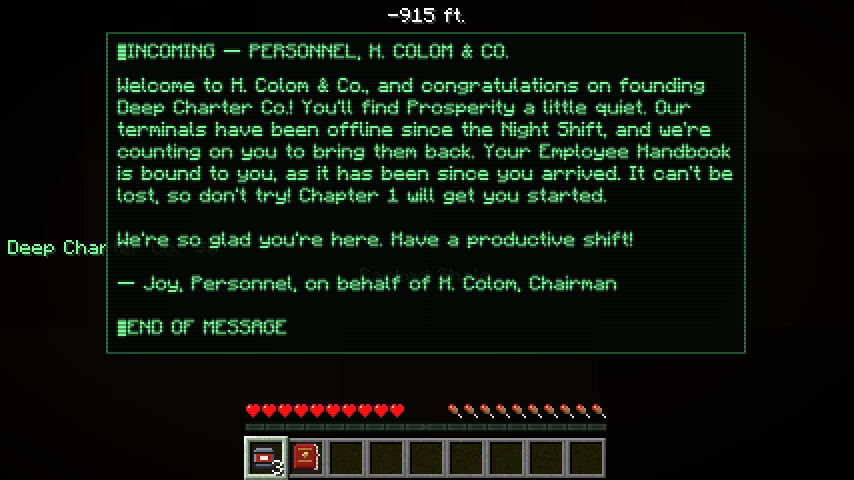 -915 ft.
█INCOMING — PERSONNEL, H. COLOM & CO.
Welcome to H. Colom & Co., and congratulations on founding
Deep Charter Co.! You'll find Prosperity a little quiet. Our
terminals have been offline since the Night Shift, and we're
counting on you to bring them back. Your Employee Handbook
is bound to you, as it has been since you arrived. It can't be
lost, so don't try! Chapter 1 will get you started.
We're so glad you're here. Have a productive shift!
Deep Char
— Joy, Personnel, on behalf of H. Colom, Chairman
█END OF MESSAGE
3